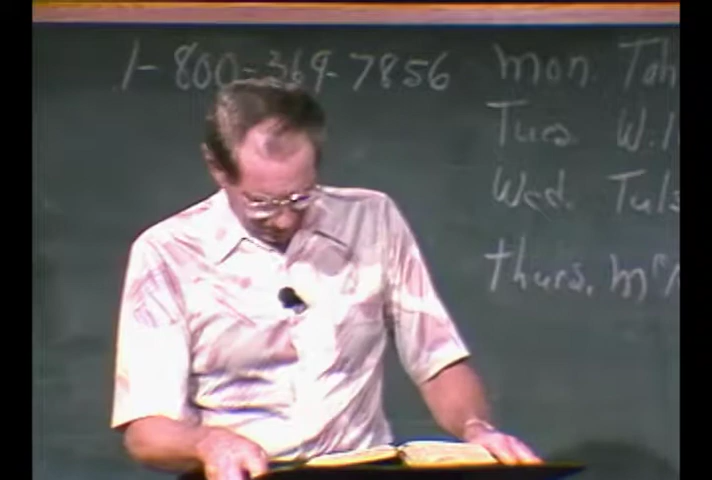 1-800-369-7856
Mon. Tah
Tues. W.
Wed. Tuls
thurs. Mc